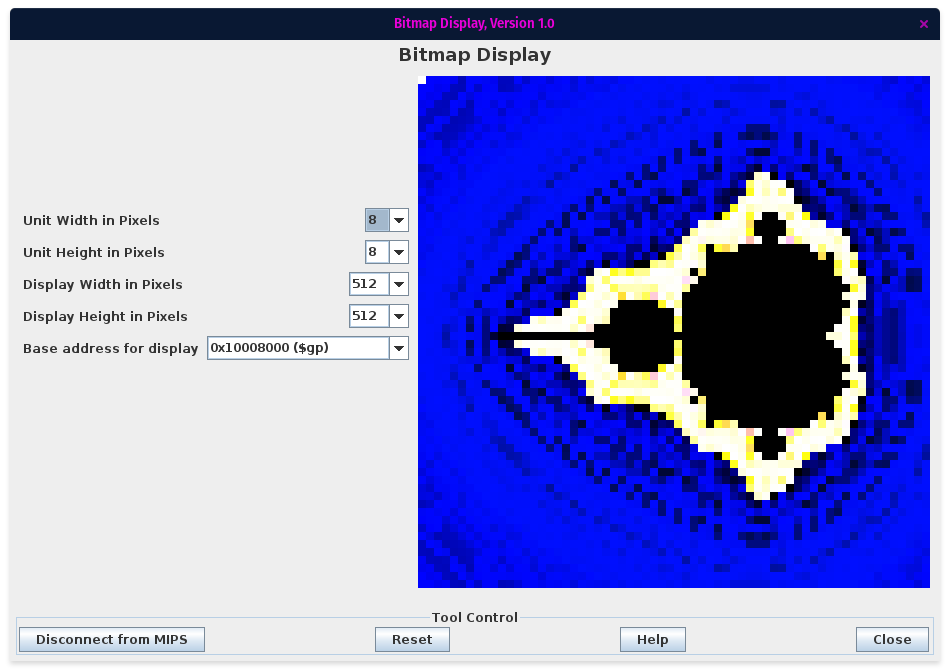 Bitmap Display, Version 1.0
Bitmap Display
Unit Width in Pixels 8
Unit Height in Pixels 8
Display Width in Pixels 512
Display Height in Pixels 512
Base address for display 0x10008000 ($gp)
Tool Control
Disconnect from MIPS Reset Help Close